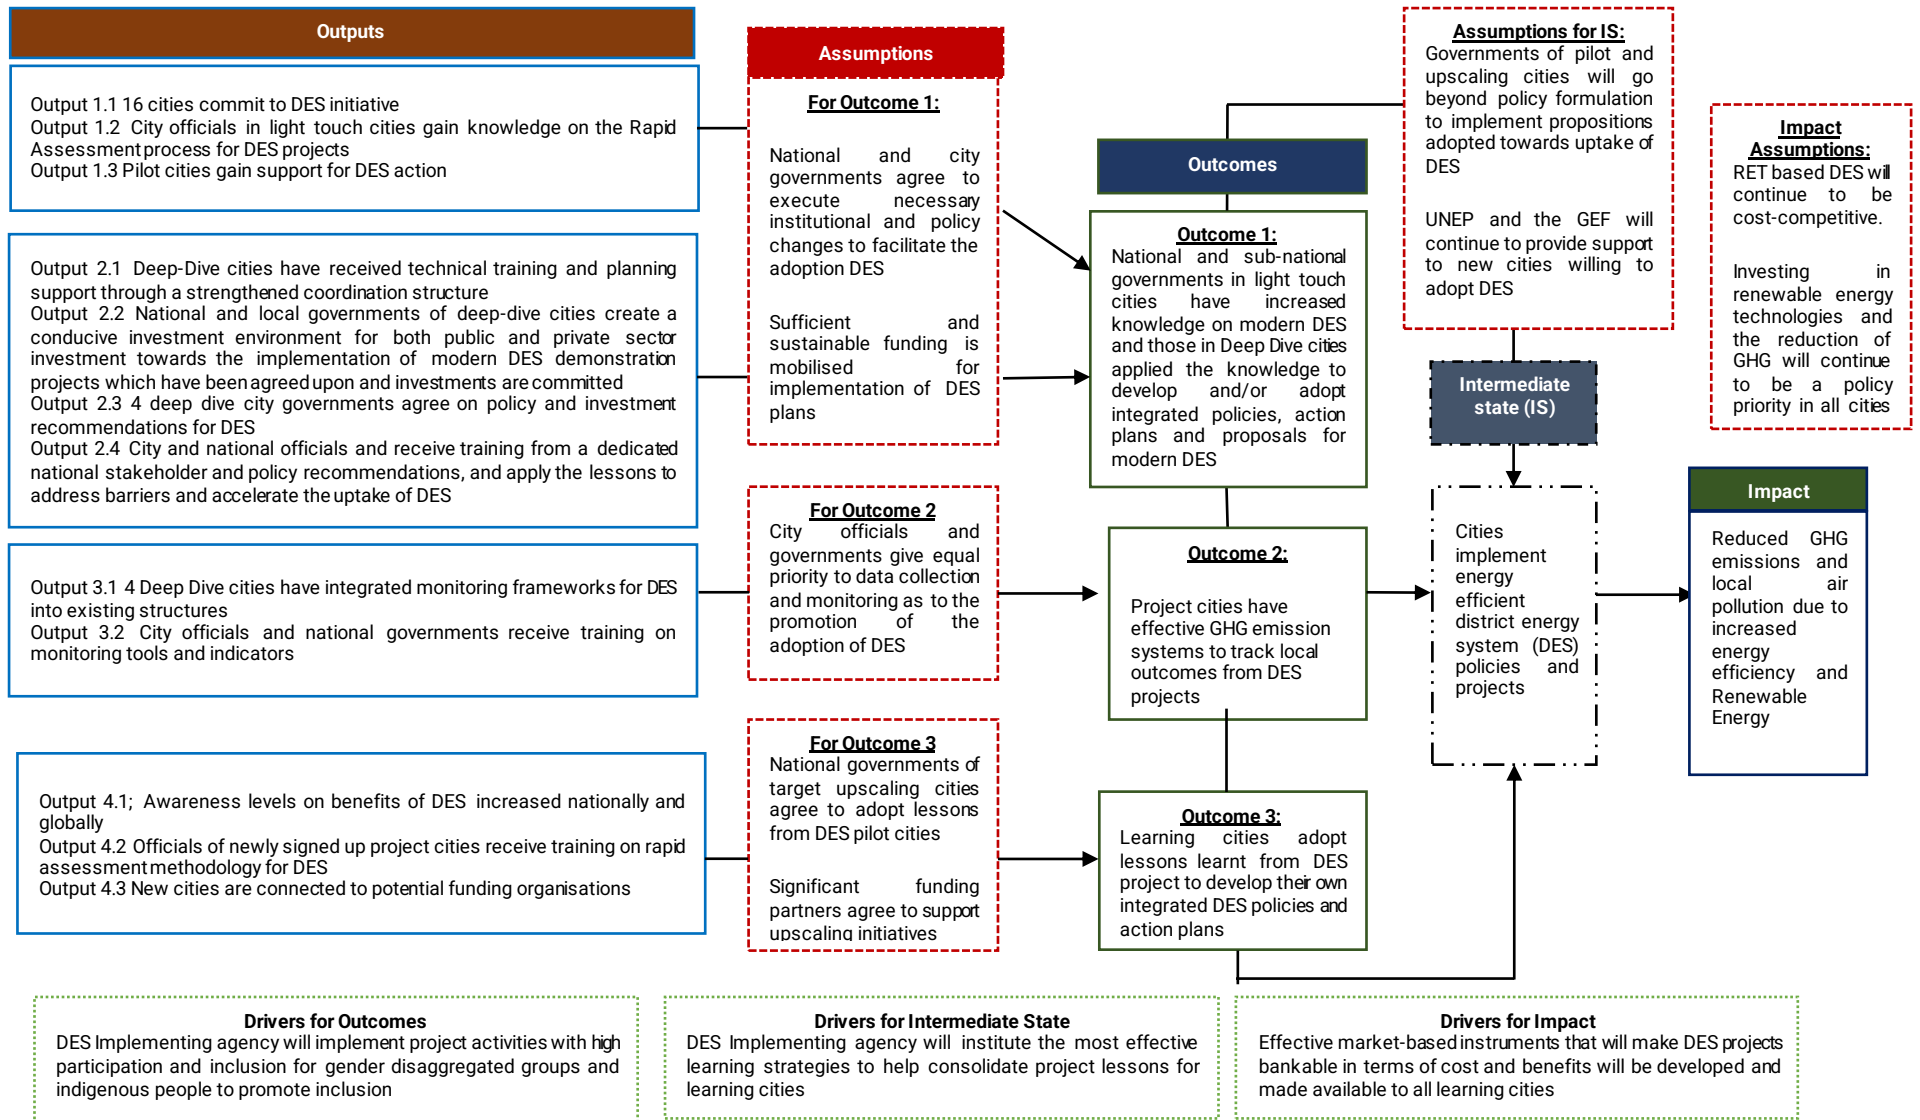 Outputs
Output 1.1 16 cities commit to DES initiative
Output 1.2 City officials in light touch cities gain knowledge on the Rapid
Assessment process for DES projects
Output 1.3 Pilot cities gain support for DES action
Output 2.1 Deep-Dive cities have received technical training and planning
support through a strengthened coordination structure
Output 2.2 National and local governments of deep-dive cities create a
conducive investment environment for both public and private sector
investment towards the implementation of modern DES demonstration
projects which have been agreed upon and investments are committed
Output 2.3 4 deep dive city governments agree on policy and investment
recommendations for DES
Output 2.4 City and national officials and receive training from a dedicated
national stakeholder and policy recommendations, and apply the lessons to
address barriers and accelerate the uptake of DES
Output 3.1 4 Deep Dive cities have integrated monitoring frameworks for DES
into existing structures
Output 3.2 City officials and national governments receive training on
monitoring tools and indicators
Output 4.1; Awareness levels on benefits of DES increased nationally and
globally
Output 4.2 Officials of newly signed up project cities receive training on rapid
assessment methodology for DES
Output 4.3 New cities are connected to potential funding organisations
Assumptions
For Outcome 1:
National and city
governments agree to
execute necessary
institutional and policy
changes to facilitate the
adoption DES
Sufficient and
sustainable funding is
mobilised for
implementation of DES
plans
For Outcome 2
City officials and
governments give equal
priority to data collection
and monitoring as to the
promotion of the
adoption of DES
For Outcome 3
National governments of
target upscaling cities
agree to adopt lessons
from DES pilot cities
Significant funding
partners agree to support
upscaling initiatives
Outcomes
Outcome 1:
National and sub-national
governments in light touch
cities have increased
knowledge on modern DES
and those in Deep Dive cities
applied the knowledge to
develop and/or adopt
integrated policies, action
plans and proposals for
modern DES
Outcome 2:
Project cities have
effective GHG emission
systems to track local
outcomes from DES
projects
Outcome 3:
Learning cities adopt
lessons learnt from DES
project to develop their own
integrated DES policies and
action plans
Assumptions for IS:
Governments of pilot and
upscaling cities will go
beyond policy formulation
to implement propositions
adopted towards uptake of
DES
UNEP and the GEF will
continue to provide support
to new cities willing to
adopt DES
Intermediate
state (IS)
Cities
implement
energy
efficient
district energy
system (DES)
policies and
projects
Impact
Assumptions:
RET based DES will
continue to be
cost-competitive.
Investing in
renewable energy
technologies and
the reduction of
GHG will continue
to be a policy
priority in all cities
Impact
Reduced GHG
emissions and
local air
pollution due to
increased
energy
efficiency and
Renewable
Energy
Drivers for Outcomes
DES Implementing agency will implement project activities with high
participation and inclusion for gender disaggregated groups and
indigenous people to promote inclusion
Drivers for Intermediate State
DES Implementing agency will institute the most effective
learning strategies to help consolidate project lessons for
learning cities
Drivers for Impact
Effective market-based instruments that will make DES projects
bankable in terms of cost and benefits will be developed and
made available to all learning cities